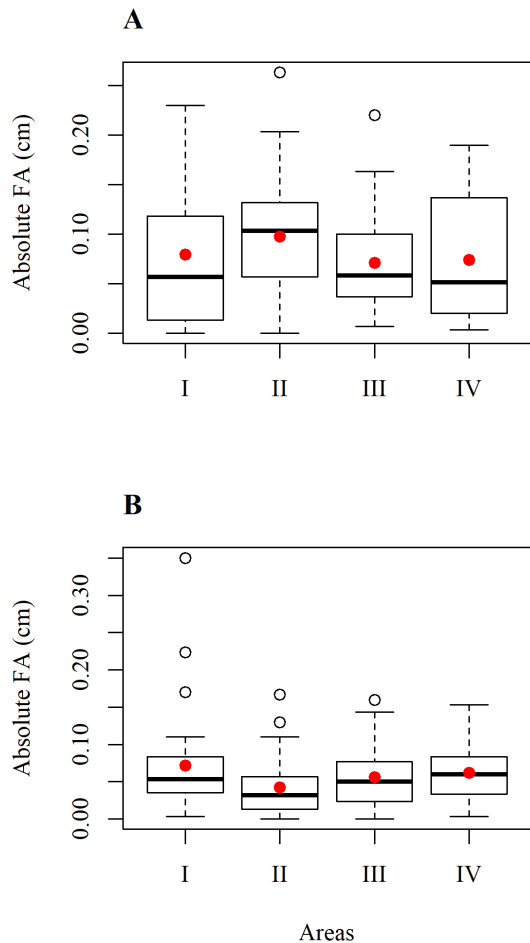 A
Absolute FA (cm)
0.20
0.10
0.00
I II III IV
B
Absolute FA (cm)
0.30
0.20
0.10
0.00
I II III IV
Areas